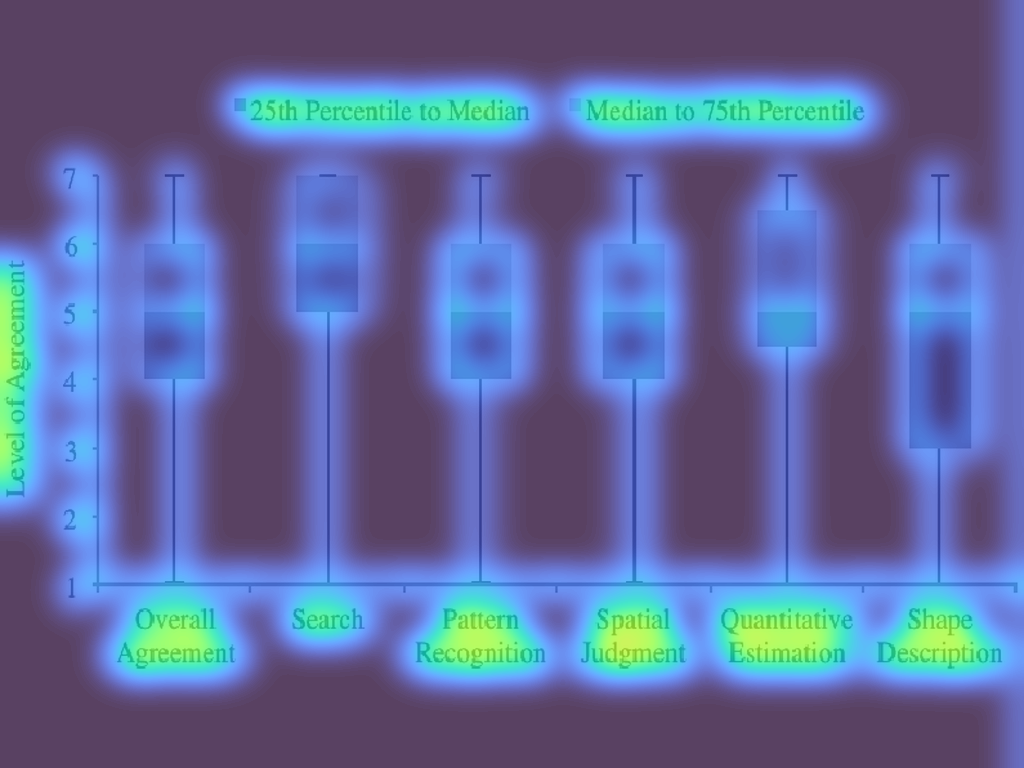 25th Percentile to Median Median to 75th Percentile
7
6
5
4
3
2
1
Level of Agreement
Overall Agreement
Search
Pattern Recognition
Spatial Judgment
Quantitative Estimation
Shape Description